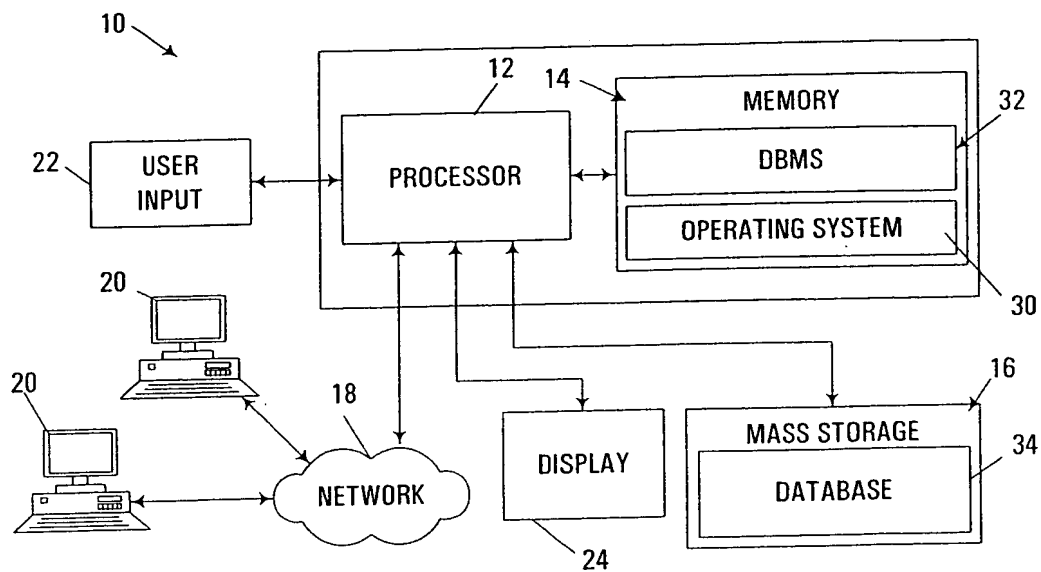 10
12
14
MEMORY
32
DBMS
22
USER
INPUT
PROCESSOR
OPERATING SYSTEM
30
20
20
18
NETWORK
DISPLAY
24
16
MASS STORAGE
34
DATABASE